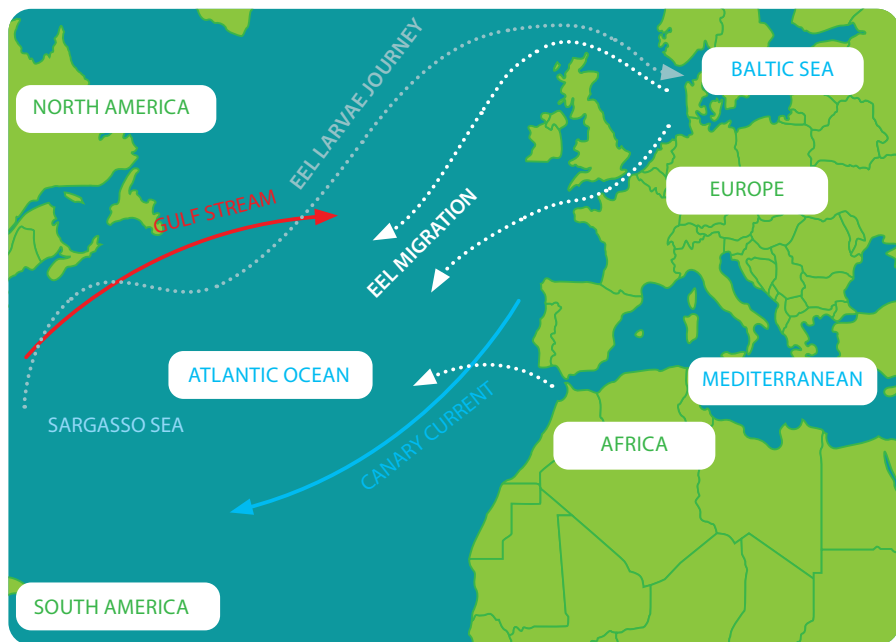 BALTIC SEA
NORTH AMERICA
EEL LARVAE JOURNEY
EUROPE
GULF STREAM
EEL MIGRATION
ATLANTIC OCEAN
MEDITERRANEAN
SARGASSO SEA
CANARY CURRENT
AFRICA
SOUTH AMERICA